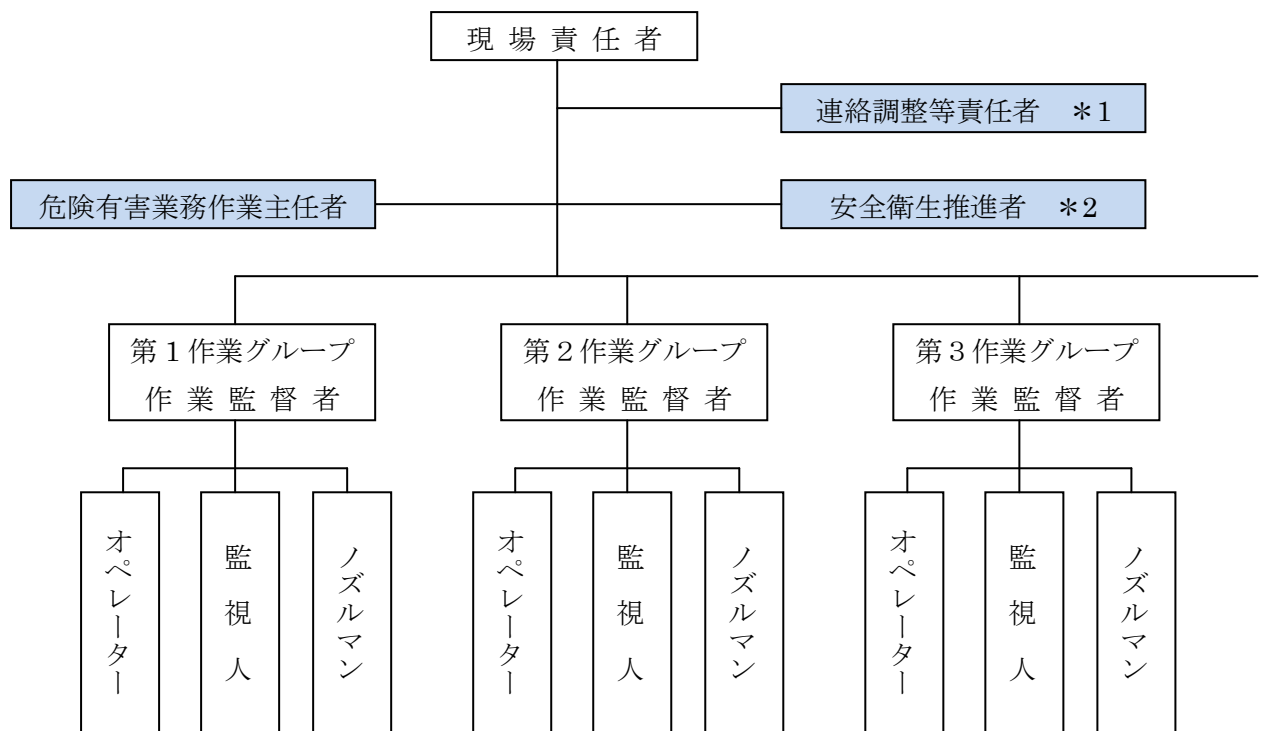 現場責任者
連絡調整等責任者 *1
危険有害業務作業主任者
安全衛生推進者 *2
第1作業グループ
作業監督者
第2作業グループ
作業監督者
第3作業グループ
作業監督者
オペレーター
監視人
ノズルマン
オペレーター
監視人
ノズルマン
オペレーター
監視人
ノズルマン